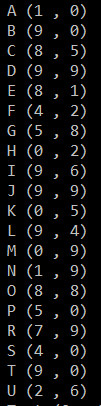 A (1 , 0)
B (9 , 0)
C (8 , 5)
D (9 , 9)
E (8 , 1)
F (4 , 2)
G (5 , 8)
H (0 , 2)
I (9 , 6)
J (9 , 9)
K (0 , 5)
L (9 , 4)
M (0 , 9)
N (1 , 9)
O (8 , 8)
P (5 , 0)
R (7 , 9)
S (4 , 0)
T (9 , 0)
U (2 , 6)